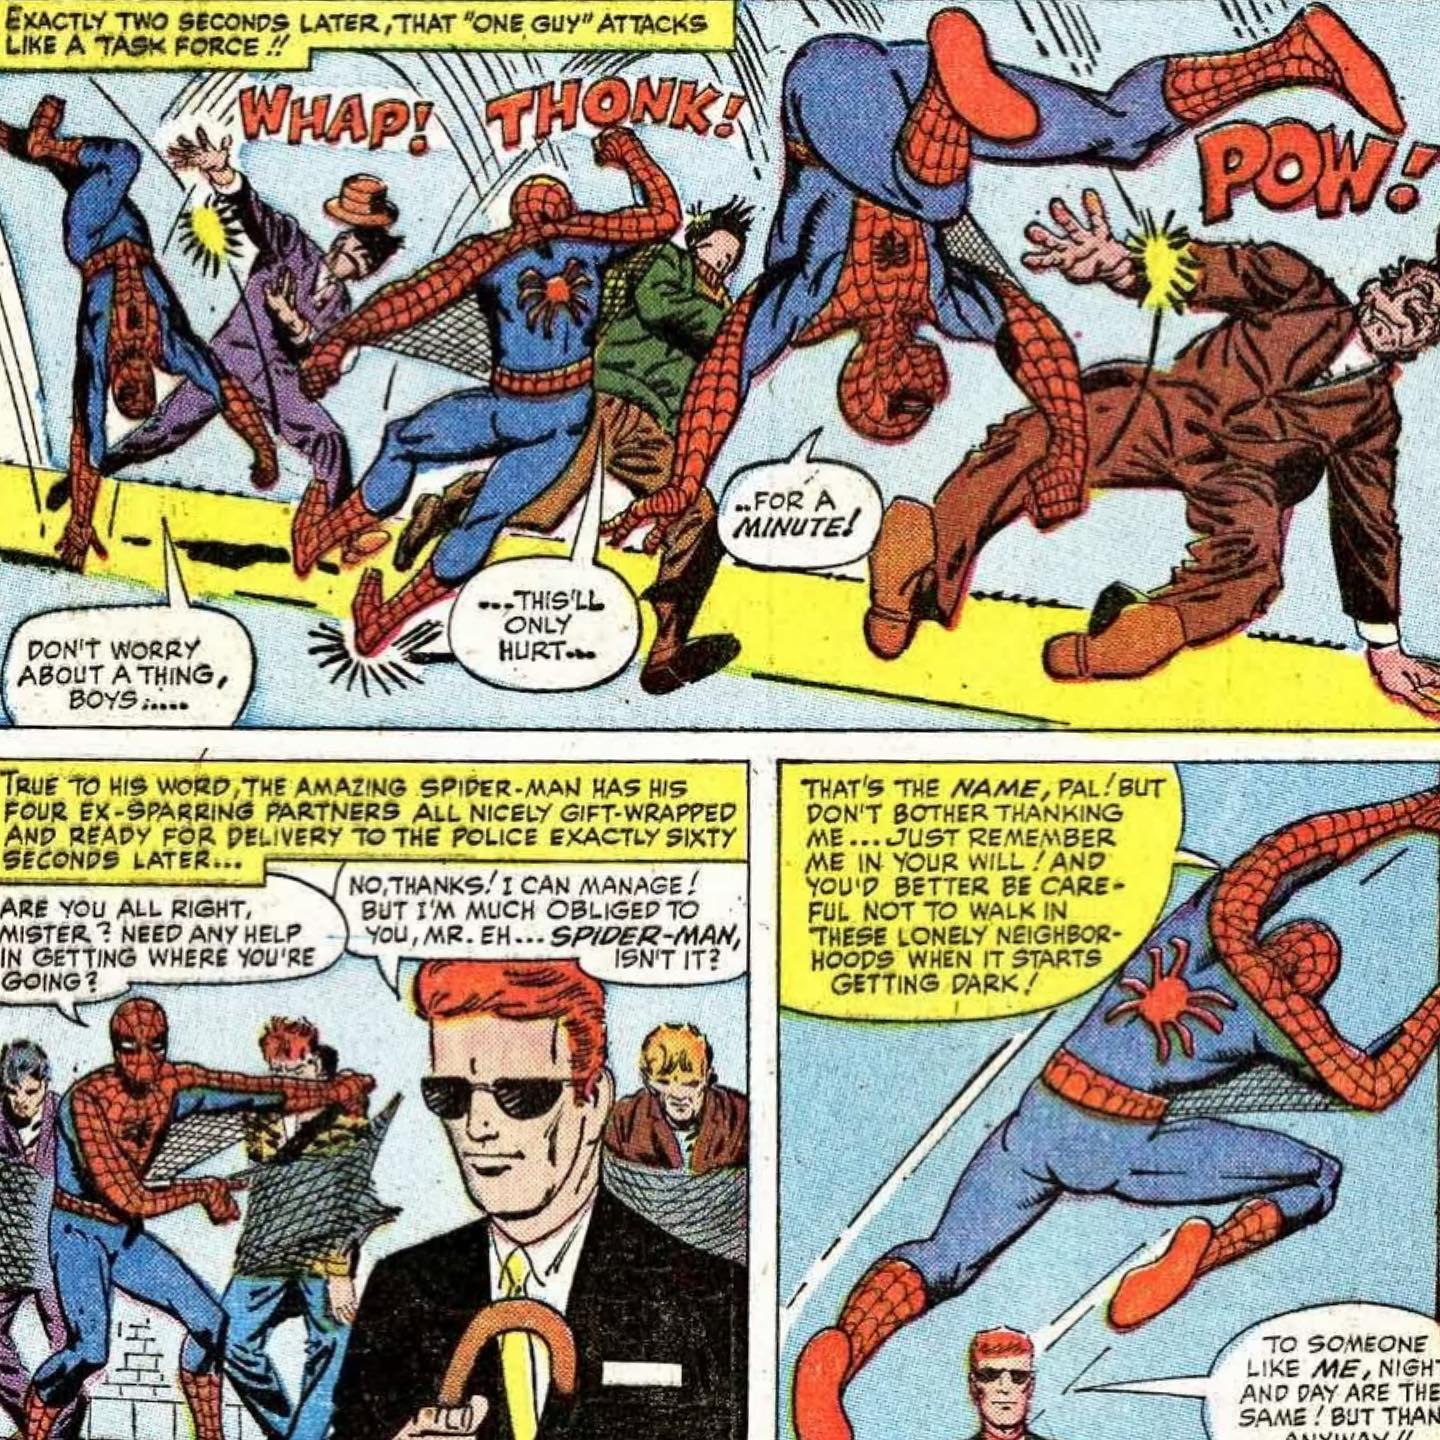 EXACTLY TWO SECONDS LATER, THAT "ONE GUY" ATTACKS
LIKE A TASK FORCE!!
WHAP!
THONK!
POW!
DON'T WORRY
ABOUT A THING,
BOYS.....
...THIS'LL
ONLY
HURT...
..FOR A
MINUTE!
TRUE TO HIS WORD, THE AMAZING SPIDER-MAN HAS HIS
FOUR EX-SPARRING PARTNERS ALL NICELY GIFT-WRAPPED
AND READY FOR DELIVERY TO THE POLICE EXACTLY SIXTY
SECONDS LATER...
ARE YOU ALL RIGHT,
MISTER? NEED ANY HELP
IN GETTING WHERE YOU'RE
GOING?
NO, THANKS! I CAN MANAGE!
BUT I'M MUCH OBLIGED TO
YOU, MR. EH... SPIDER-MAN,
ISN'T IT?
THAT'S THE NAME, PAL! BUT
DON'T BOTHER THANKING
ME... JUST REMEMBER
ME IN YOUR WILL! AND
YOU'D BETTER BE CARE-
FUL NOT TO WALK IN
THESE LONELY NEIGHBOR-
HOODS WHEN IT STARTS
GETTING DARK!
TO SOMEONE
LIKE ME, NIGHT
AND DAY ARE THE
SAME! BUT THAN
ANYWAY!!